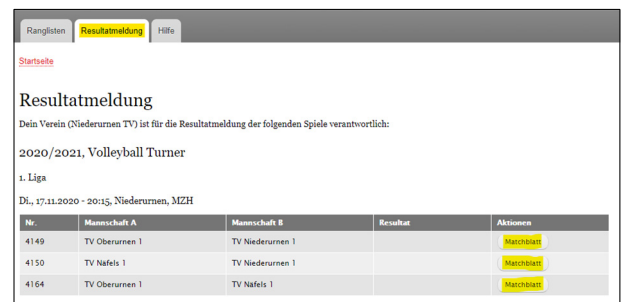 Ranglisten Resultatmeldung Hilfe
Startseite
Resultatmeldung
Dein Verein (Niederurnen TV) ist für die Resultatmeldung der folgenden Spiele verantwortlich:
2020/2021, Volleyball Turner
1. Liga
Di., 17.11.2020 - 20:15, Niederurnen, MZH
Nr. Mannschaft A Mannschaft B Resultat Aktionen
4149 TV Oberurnen 1 TV Niederurnen 1 Matchblatt
4150 TV Näfels 1 TV Niederurnen 1 Matchblatt
4164 TV Oberurnen 1 TV Näfels 1 Matchblatt